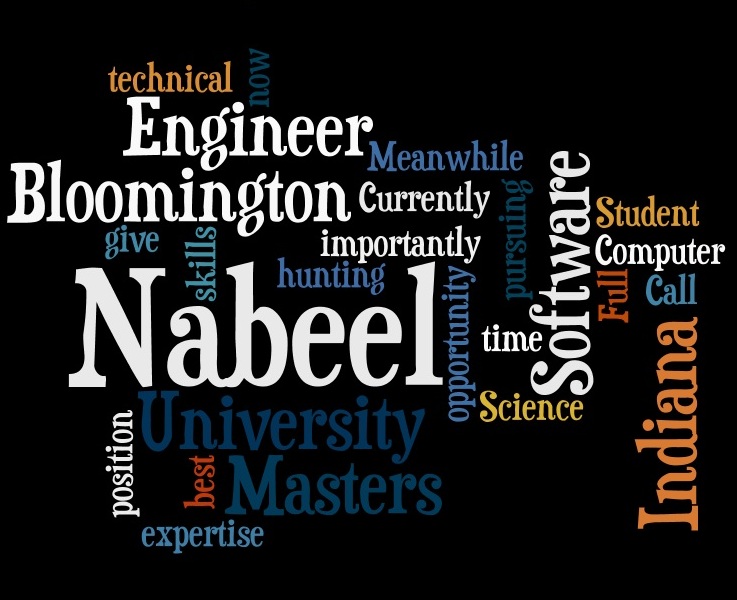 technical
now
Engineer
Meanwhile
Bloomington
Currently
pursuing
Software
Student
give
skills
importantly
Computer
hunting
Full
Call
Nabeel
opportunity
time
Indiana
University
Science
position
best
Masters
expertise